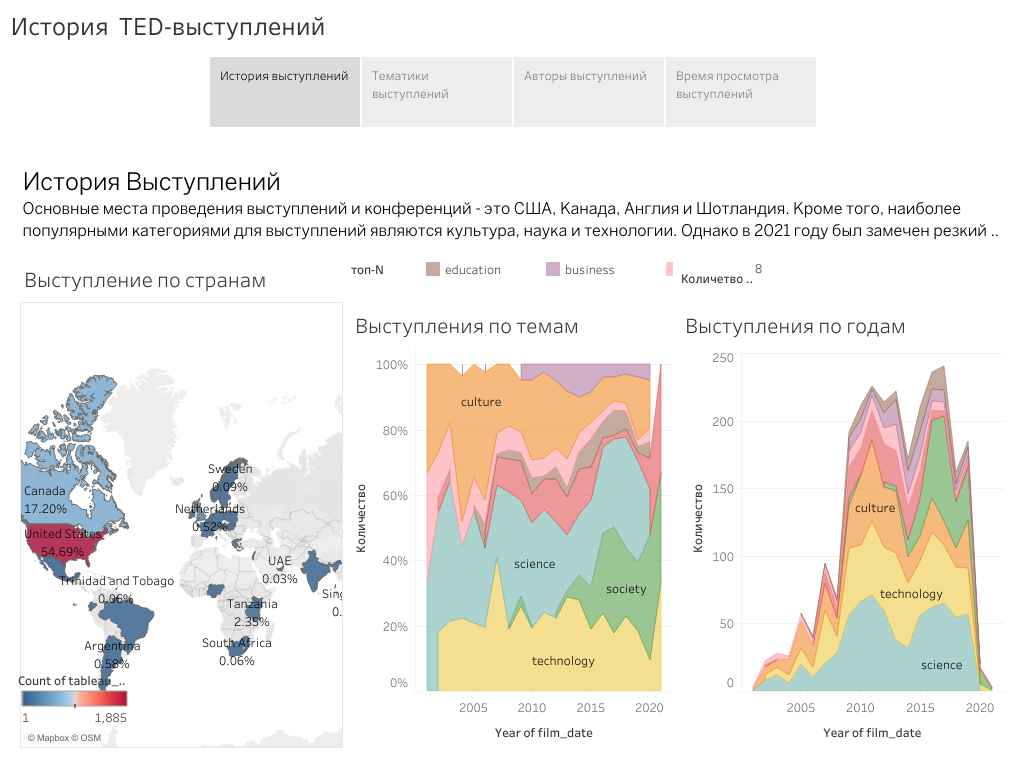 История TED-выступлений
История выступлений
Тематики
выступлений
Авторы выступлений
Время просмотра
выступлений
История Выступлений
Основные места проведения выступлений и конференций - это США, Канада, Англия и Шотландия. Кроме того, наиболее
популярными категориями для выступлений являются культура, наука и технологии. Однако в 2021 году был замечен резкий ..
Выступление по странам
Canada
17.20%
United States
54.69%
Sweden
0.09%
Netherlands
0.52%
UAE
0.03%
Trinidad and Tobago
0.06%
Tanzania
2.35%
Sing
0.
Argentina
0.58%
South Africa
0.06%
Count of tableau_..
1
1,885
© Mapbox © OSM
топ-N
education
business
Количетво ..
8
Выступления по темам
100%
80%
60%
40%
20%
0%
Количество
culture
science
society
technology
2005
2010
2015
2020
Year of film_date
Выступления по годам
250
200
150
100
50
0
Количество
culture
technology
science
2005
2010
2015
2020
Year of film_date